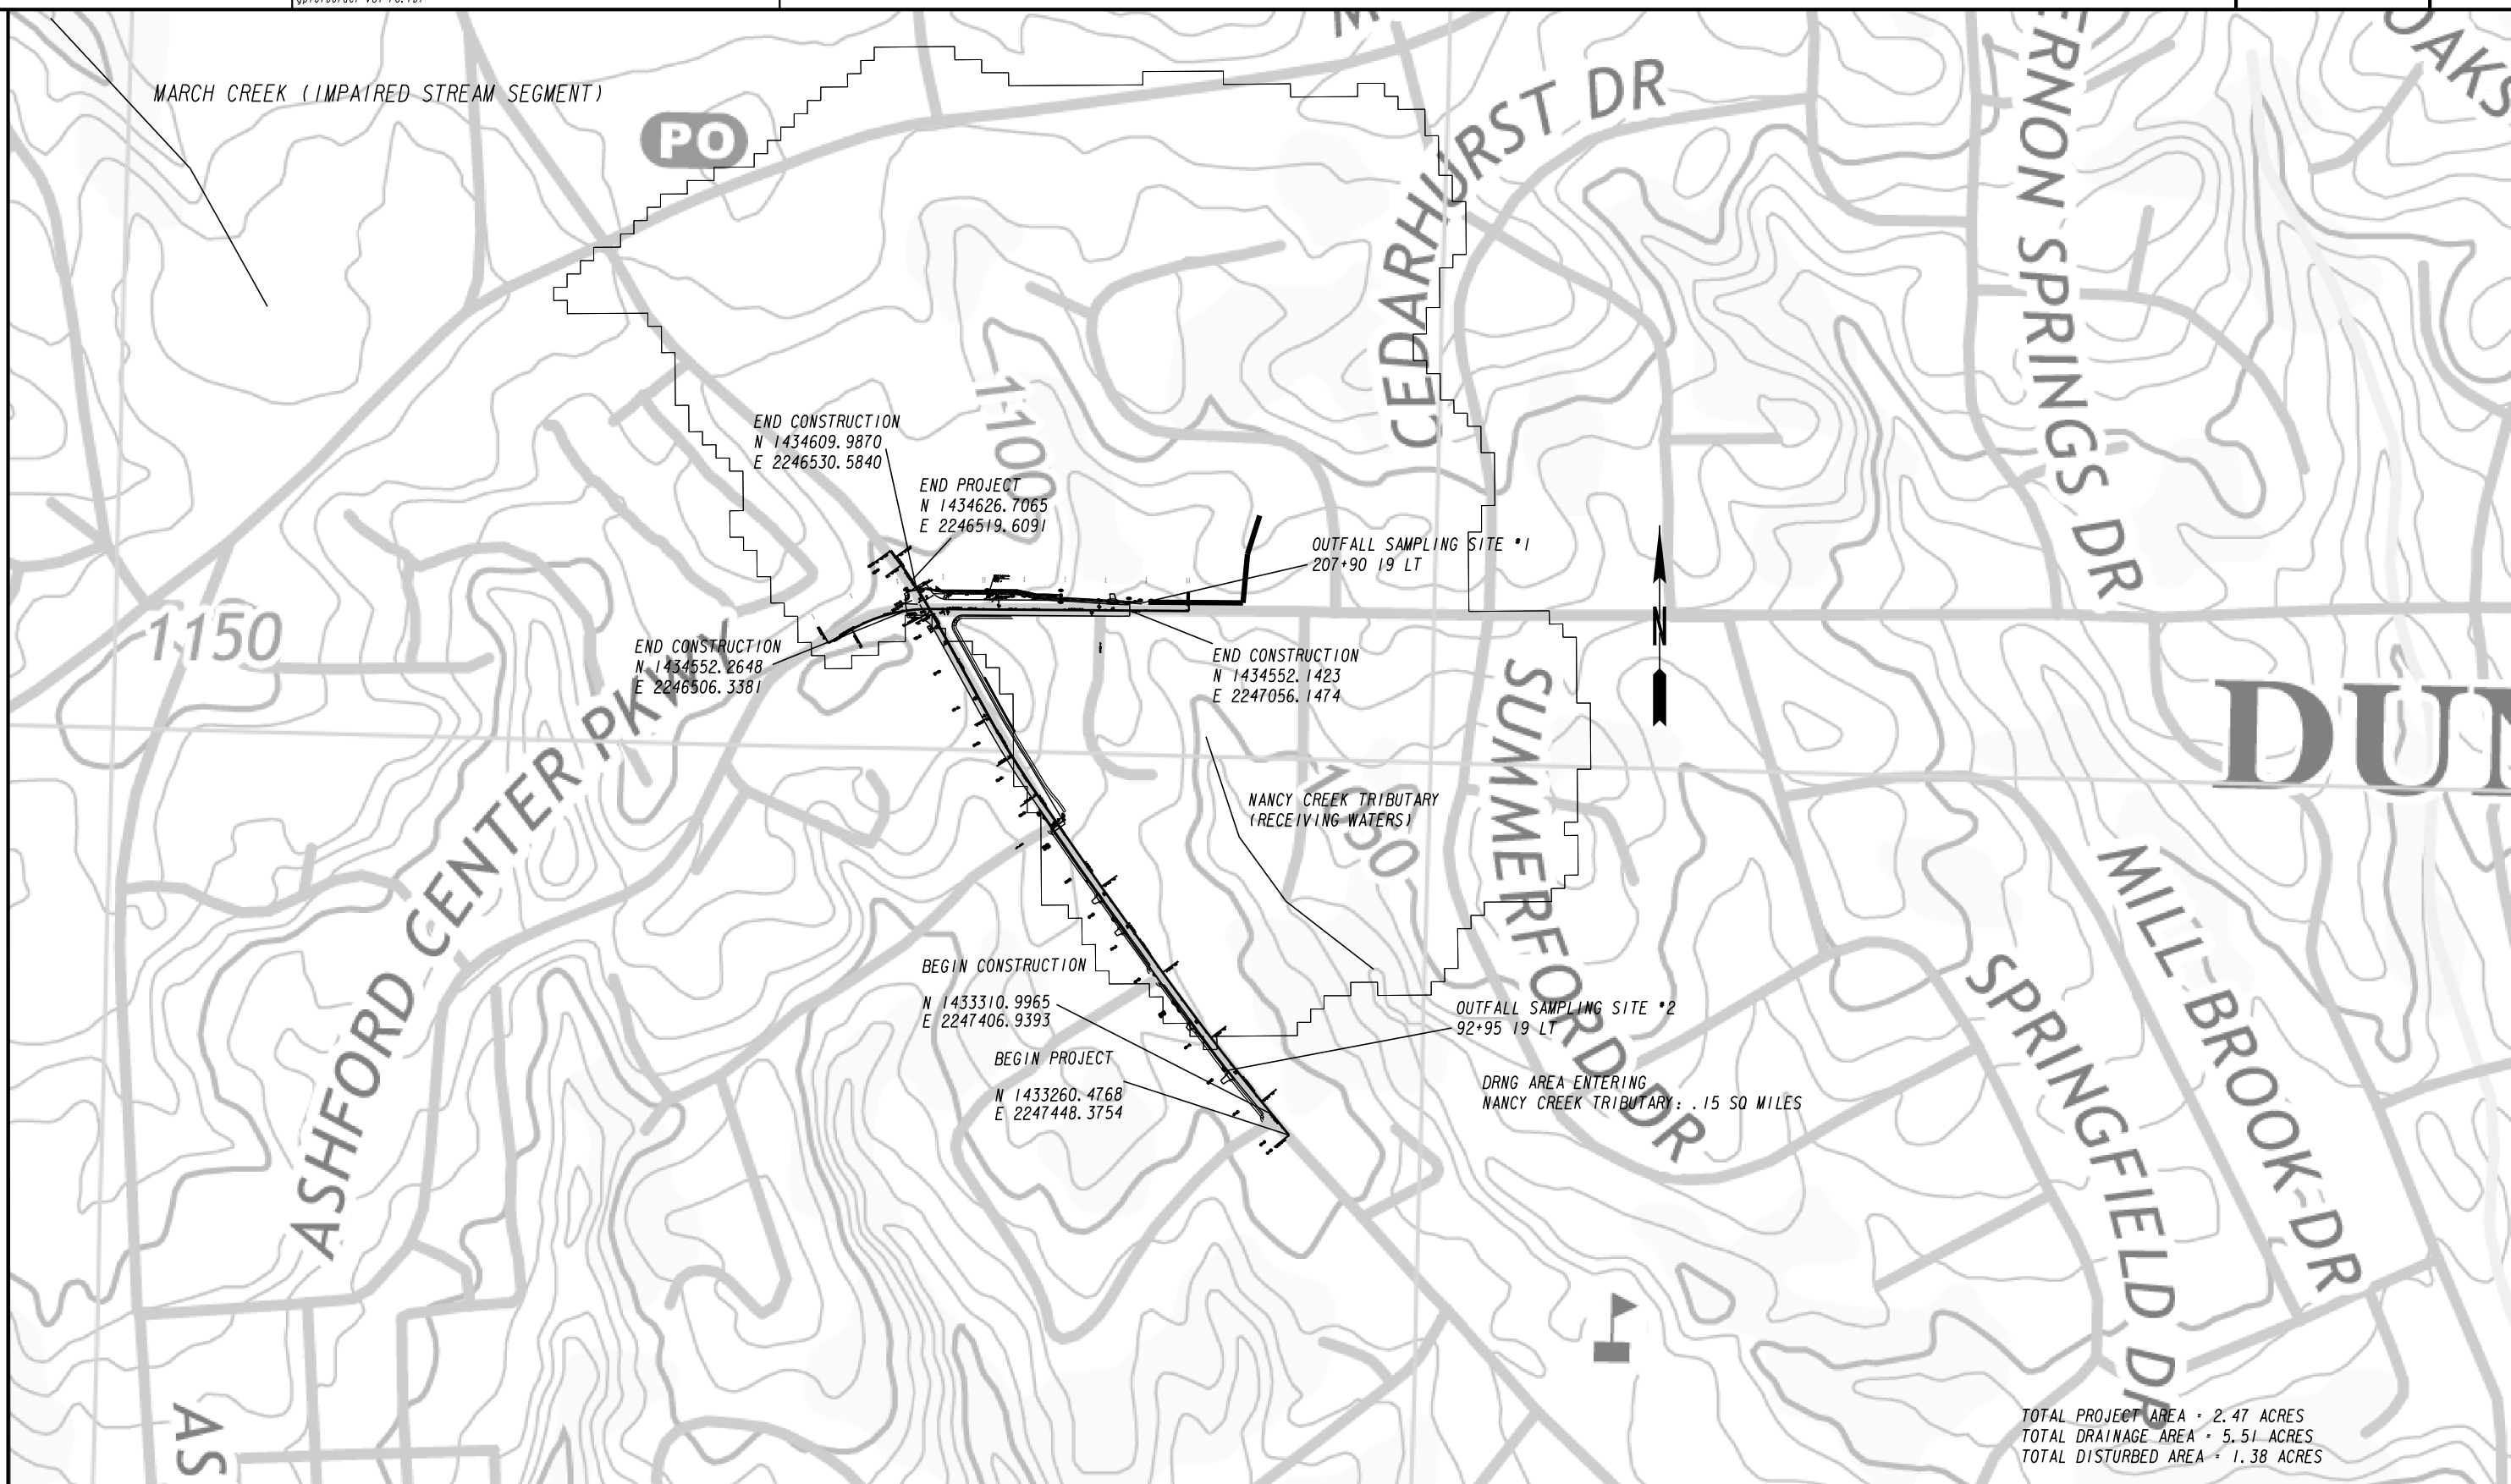 MARCH CREEK (IMPAIRED STREAM SEGMENT)
PO
CEDARHURST DR
ERNON SPRINGS DR
OAKS
END CONSTRUCTION
N 1434609.9870
E 2246530.5840
1100
END PROJECT
N 1434626.7065
E 2246519.6091
OUTFALL SAMPLING SITE #1
207+90 19 LT
N
1150
END CONSTRUCTION
N 1434552.2648
E 2246506.3381
END CONSTRUCTION
N 1434552.1423
E 2247056.1474
ASHFORD CENTER PKWY
SUMMERFORD DR
DUN
NANCY CREEK TRIBUTARY
(RECEIVING WATERS)
1050
MILL BROOK DR
SPRINGFIELD DR
BEGIN CONSTRUCTION
N 1433310.9965
E 2247406.9393
OUTFALL SAMPLING SITE #2
92+95 19 LT
BEGIN PROJECT
N 1433260.4768
E 2247448.3754
DRNG AREA ENTERING
NANCY CREEK TRIBUTARY: .15 SQ MILES
AS
TOTAL PROJECT AREA = 2.47 ACRES
TOTAL DRAINAGE AREA = 5.51 ACRES
TOTAL DISTURBED AREA = 1.38 ACRES